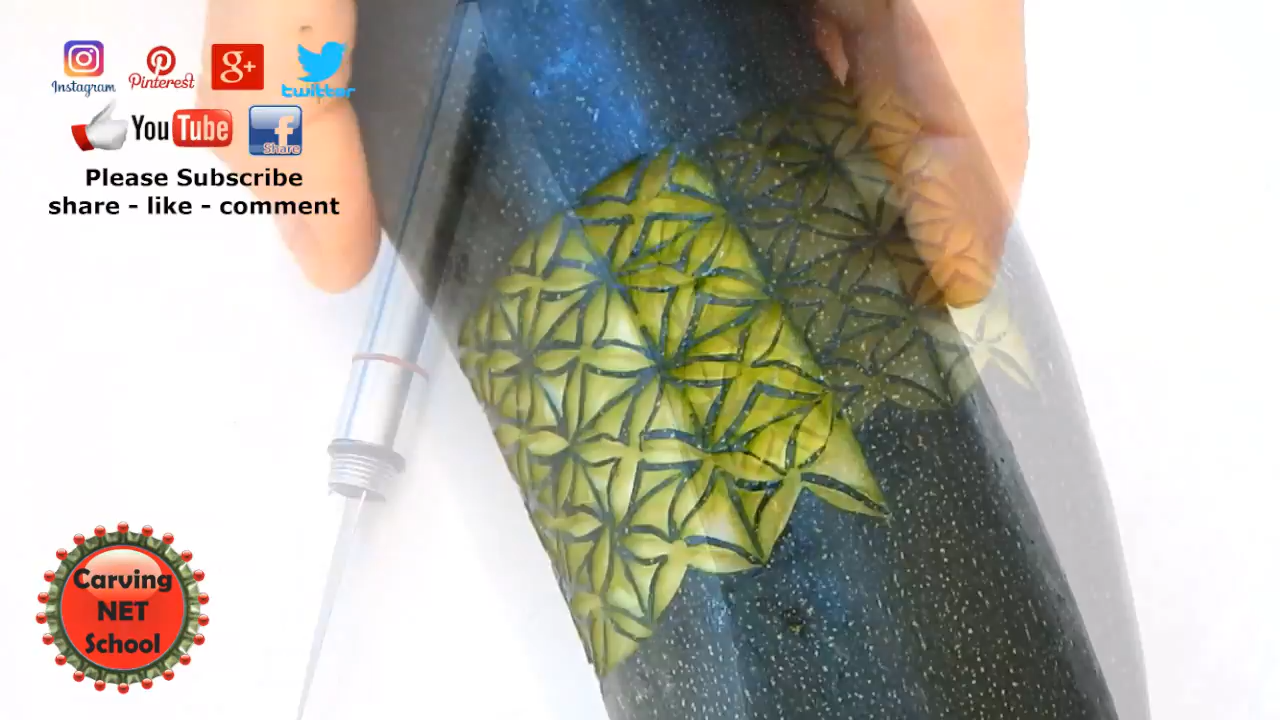 Instagram
Pinterest
g+
twitter
YouTube
f
Share
Please Subscribe
share - like - comment
Carving
NET
School